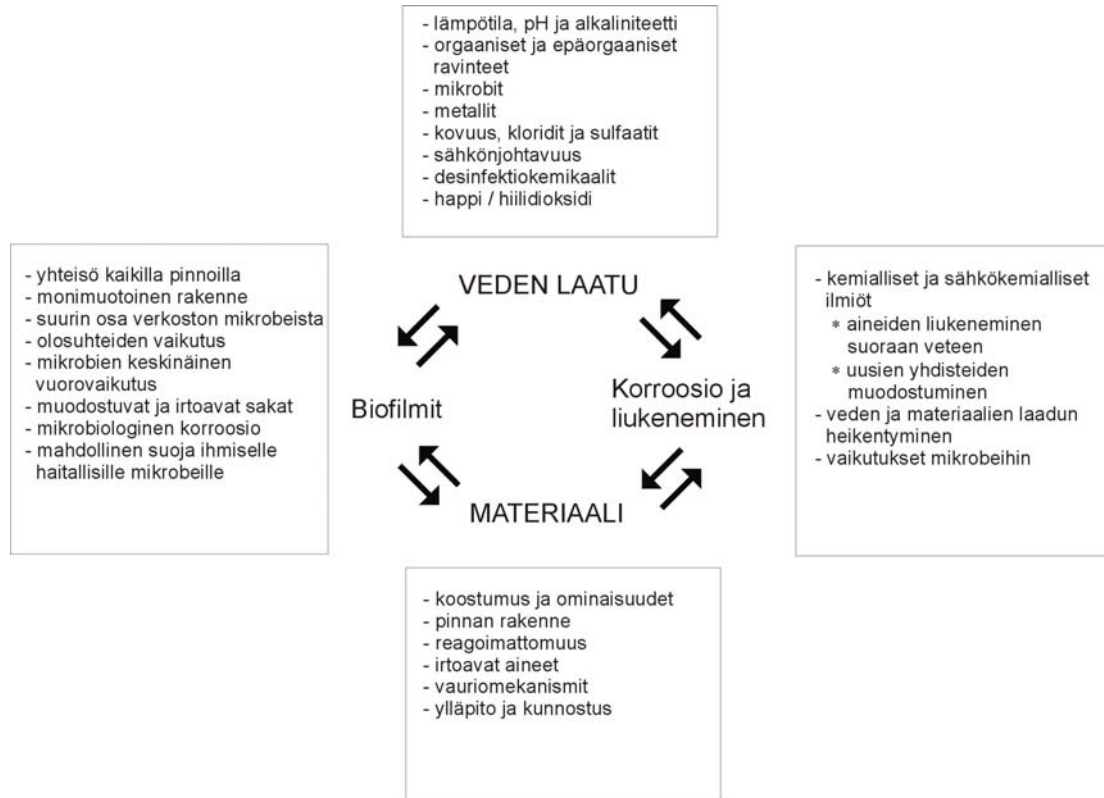 - lämpötila, pH ja alkaliniteetti
- orgaaniset ja epäorgaaniset
ravinteet
- mikrobit
- metallit
- kovuus, kloridit ja sulfaatit
- sähkönjohtavuus
- desinfektiokemikaalit
- happi / hiilidioksidi
- yhteisö kaikilla pinnoilla
- monimuotoinen rakenne
- suurin osa verkoston mikrobeista
- olosuhteiden vaikutus
- mikrobien keskinäinen
vuorovaikutus
- muodostuvat ja irtoavat sakat
- mikrobiologinen korroosio
- mahdollinen suoja ihmiselle
haitallisille mikrobeille
VEDEN LAATU
Biofilmit
Korroosio ja
liukeneminen
MATERIAALI
- kemialliset ja sähkökemialliset
ilmiöt
* aineiden liukeneminen
suoraan veteen
* uusien yhdisteiden
muodostuminen
- veden ja materiaalien laadun
heikentyminen
- vaikutukset mikrobeihin
- koostumus ja ominaisuudet
- pinnan rakenne
- reagoimattomuus
- irtoavat aineet
- vauriomekanismit
- ylläpito ja kunnostus